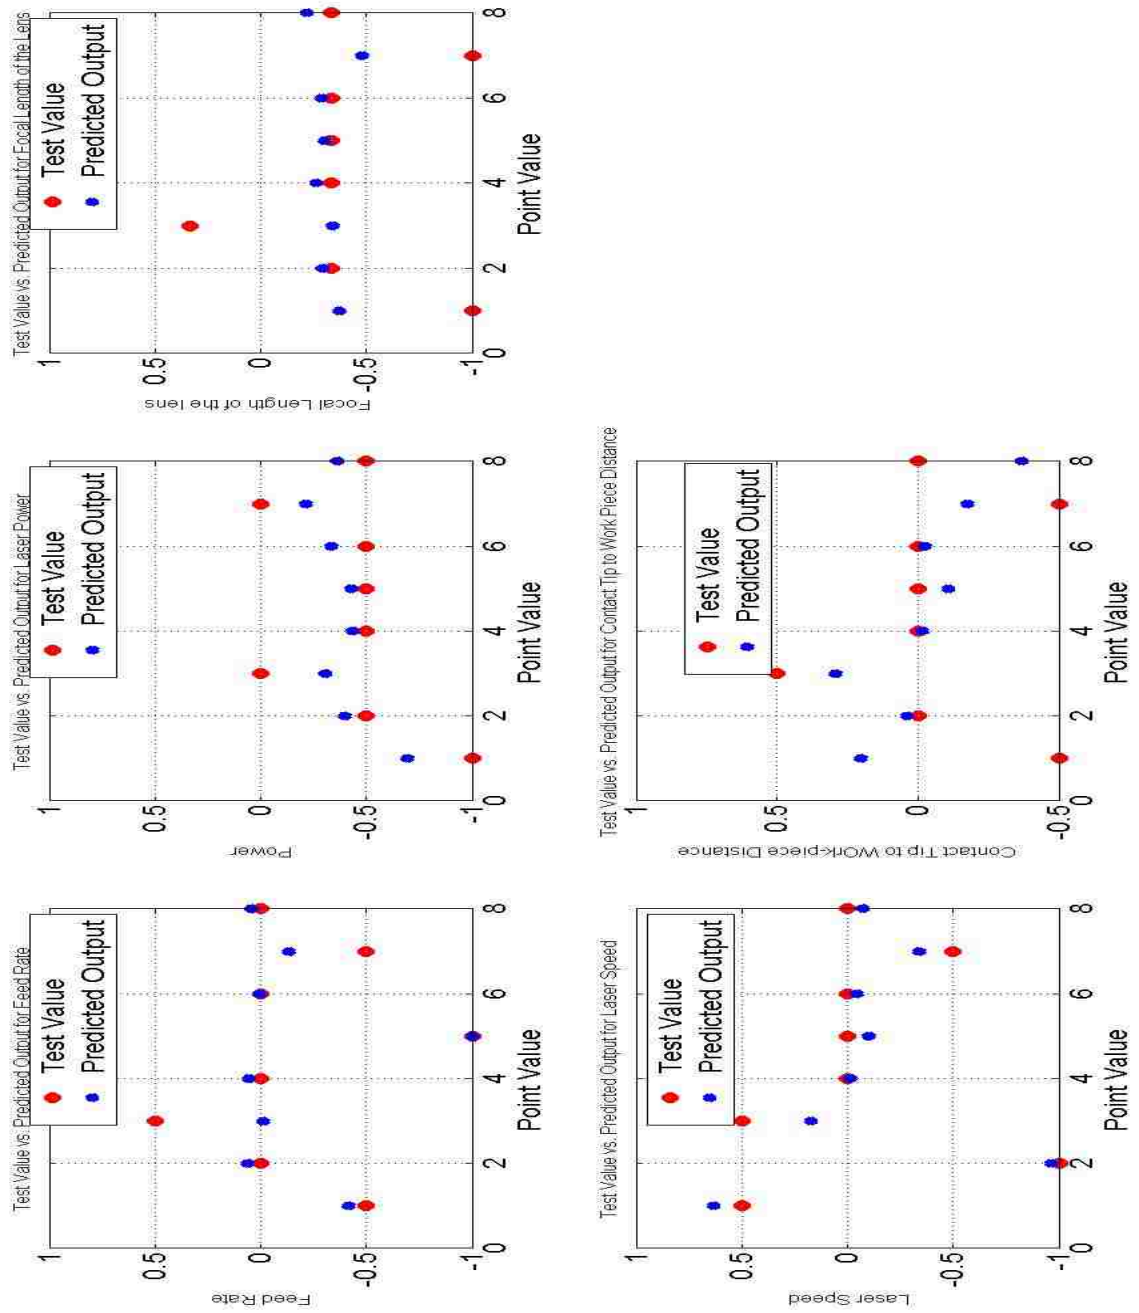 Test Value vs. Predicted Output for Feed Rate
Test Value
Predicted Output
1
0.5
0
-0.5
-1
Feed Rate
0
2
4
6
8
Point Value
Test Value vs. Predicted Output for Laser Power
Test Value
Predicted Output
1
0.5
0
-0.5
-1
Power
0
2
4
6
8
Point Value
Test Value vs. Predicted Output for Focal Length of the Lens
Test Value
Predicted Output
1
0.5
0
-0.5
-1
Focal Length of the lens
0
2
4
6
8
Point Value
Test Value vs. Predicted Output for Laser Speed
Test Value
Predicted Output
1
0.5
0
-0.5
-1
Laser Speed
0
2
4
6
8
Point Value
Test Value vs. Predicted Output for Contact Tip to Work Piece Distance
Test Value
Predicted Output
1
0.5
0
-0.5
Contact Tip to WOrk-piece Distance
0
2
4
6
8
Point Value